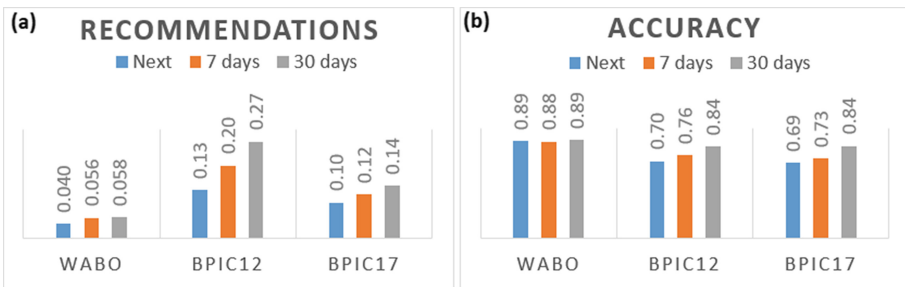 (a)
RECOMMENDATIONS
Next 7 days 30 days
0.040 0.056 0.058 0.13 0.20 0.27 0.10 0.12 0.14
WABO BPIC12 BPIC17
(b)
ACCURACY
Next 7 days 30 days
0.89 0.88 0.89 0.70 0.76 0.84 0.69 0.73 0.84
WABO BPIC12 BPIC17